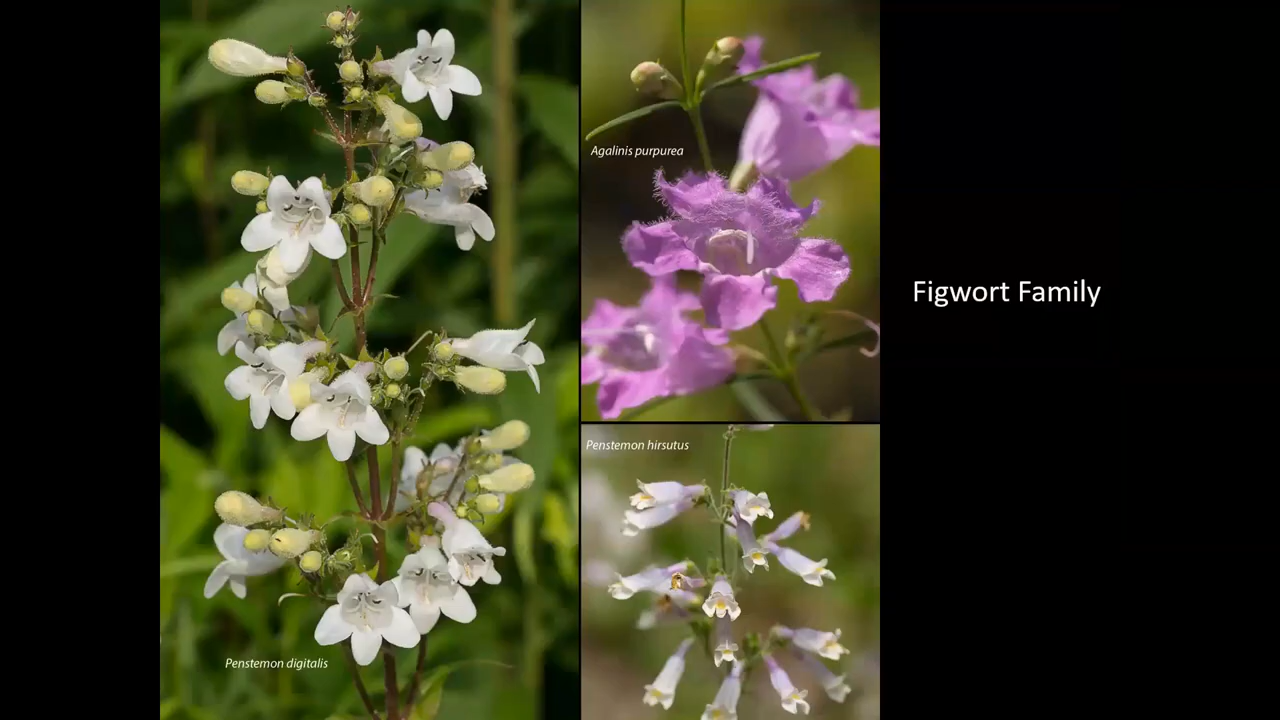 Agalinis purpurea
Figwort Family
Penstemon hirsutus
Penstemon digitalis